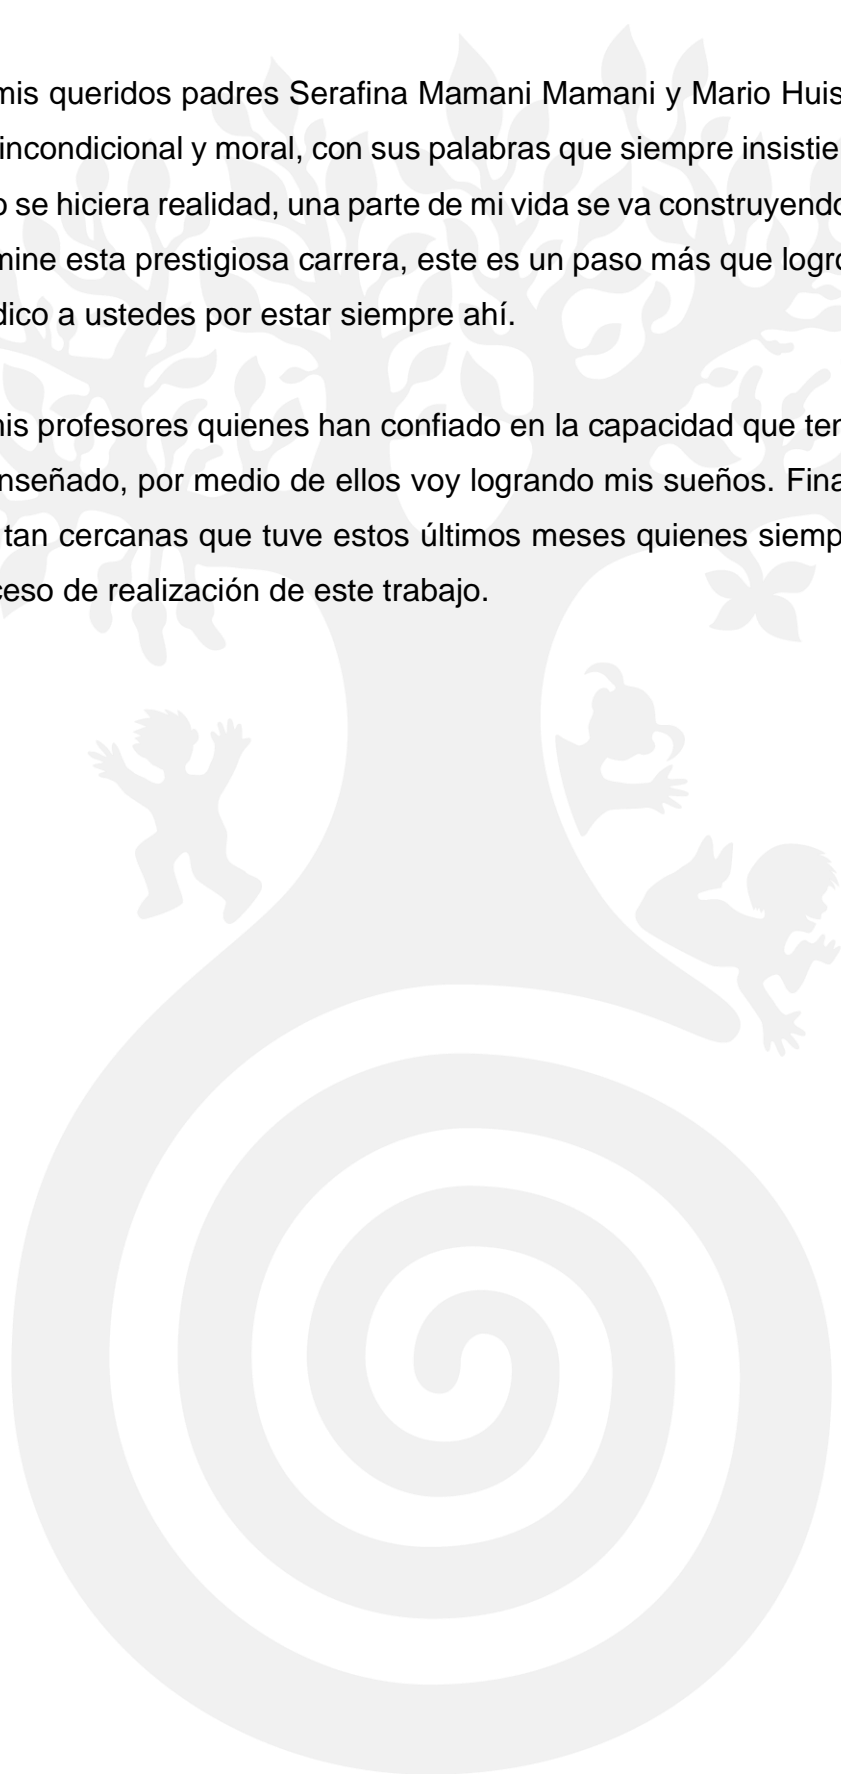 mis queridos padres Serafina Mamani Mamani y Mario Huis
incondicional y moral, con sus palabras que siempre insistie
o se hiciera realidad, una parte de mi vida se va construyendo
mine esta prestigiosa carrera, este es un paso más que logro
dico a ustedes por estar siempre ahí.
nis profesores quienes han confiado en la capacidad que ten
nseñado, por medio de ellos voy logrando mis sueños. Fina
tan cercanas que tuve estos últimos meses quienes siemp
ceso de realización de este trabajo.